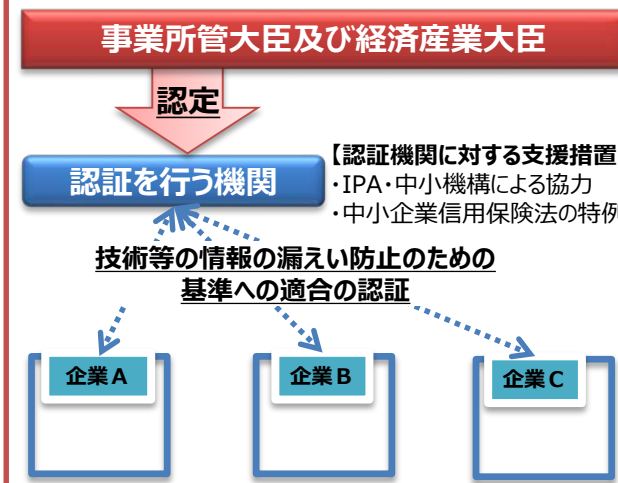 事業所管大臣及び経済産業大臣
認定
認証を行う機関
【認証機関に対する支援措置
・IPA・中小機構による協力
・中小企業信用保険法の特例
技術等の情報の漏えい防止のための
基準への適合の認証
企業A
企業B
企業C